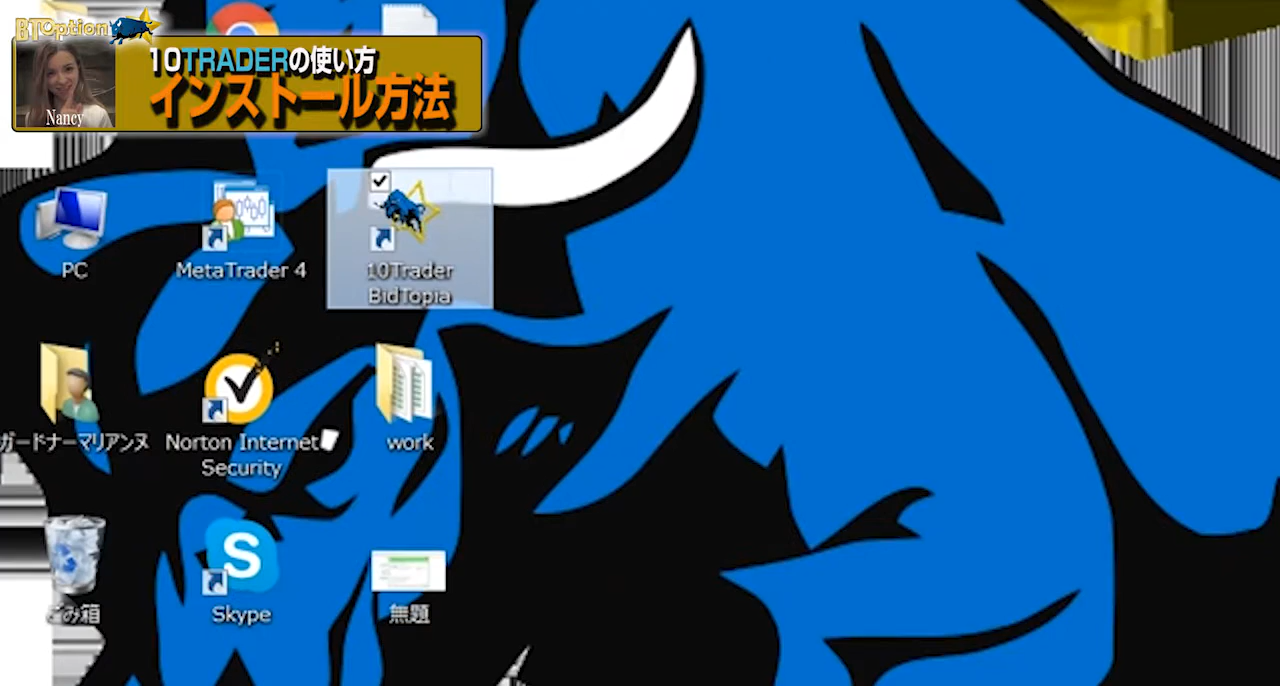 BTOption
10TRADERの使い方
インストール方法
Nancy
PC
MetaTrader 4
10Trader
BidTopia
ガードナーマリアンヌ
Norton Internet
Security
work
ごみ箱
Skype
無題